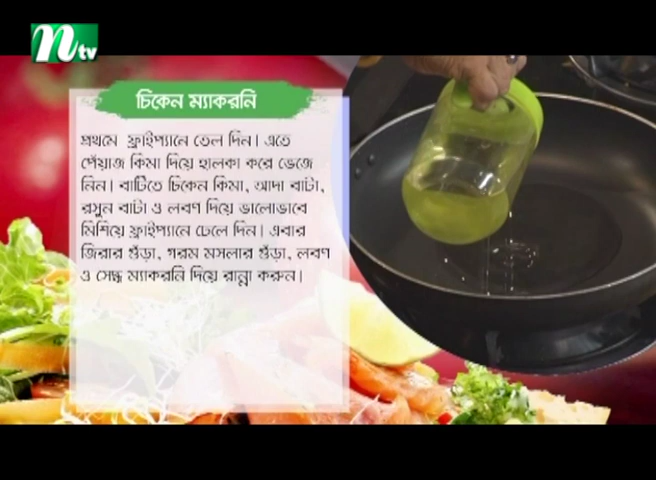 ntv
চিকেন ম্যাকরনি
প্রথমে ফ্রাইপ্যানে তেল দিন। এতে
পেঁয়াজ কিমা দিয়ে হালকা করে ভেজে
নিন। বাটিতে চিকেন কিমা, আদা বাটা,
রসুন বাটা ও লবণ দিয়ে ভালোভাবে
মিশিয়ে ফ্রাইপ্যানে ঢেলে দিন। এবার
জিরার গুঁড়া, গরম মসলার গুঁড়া, লবণ
ও সেদ্ধ ম্যাকরনি দিয়ে রান্না করুন।